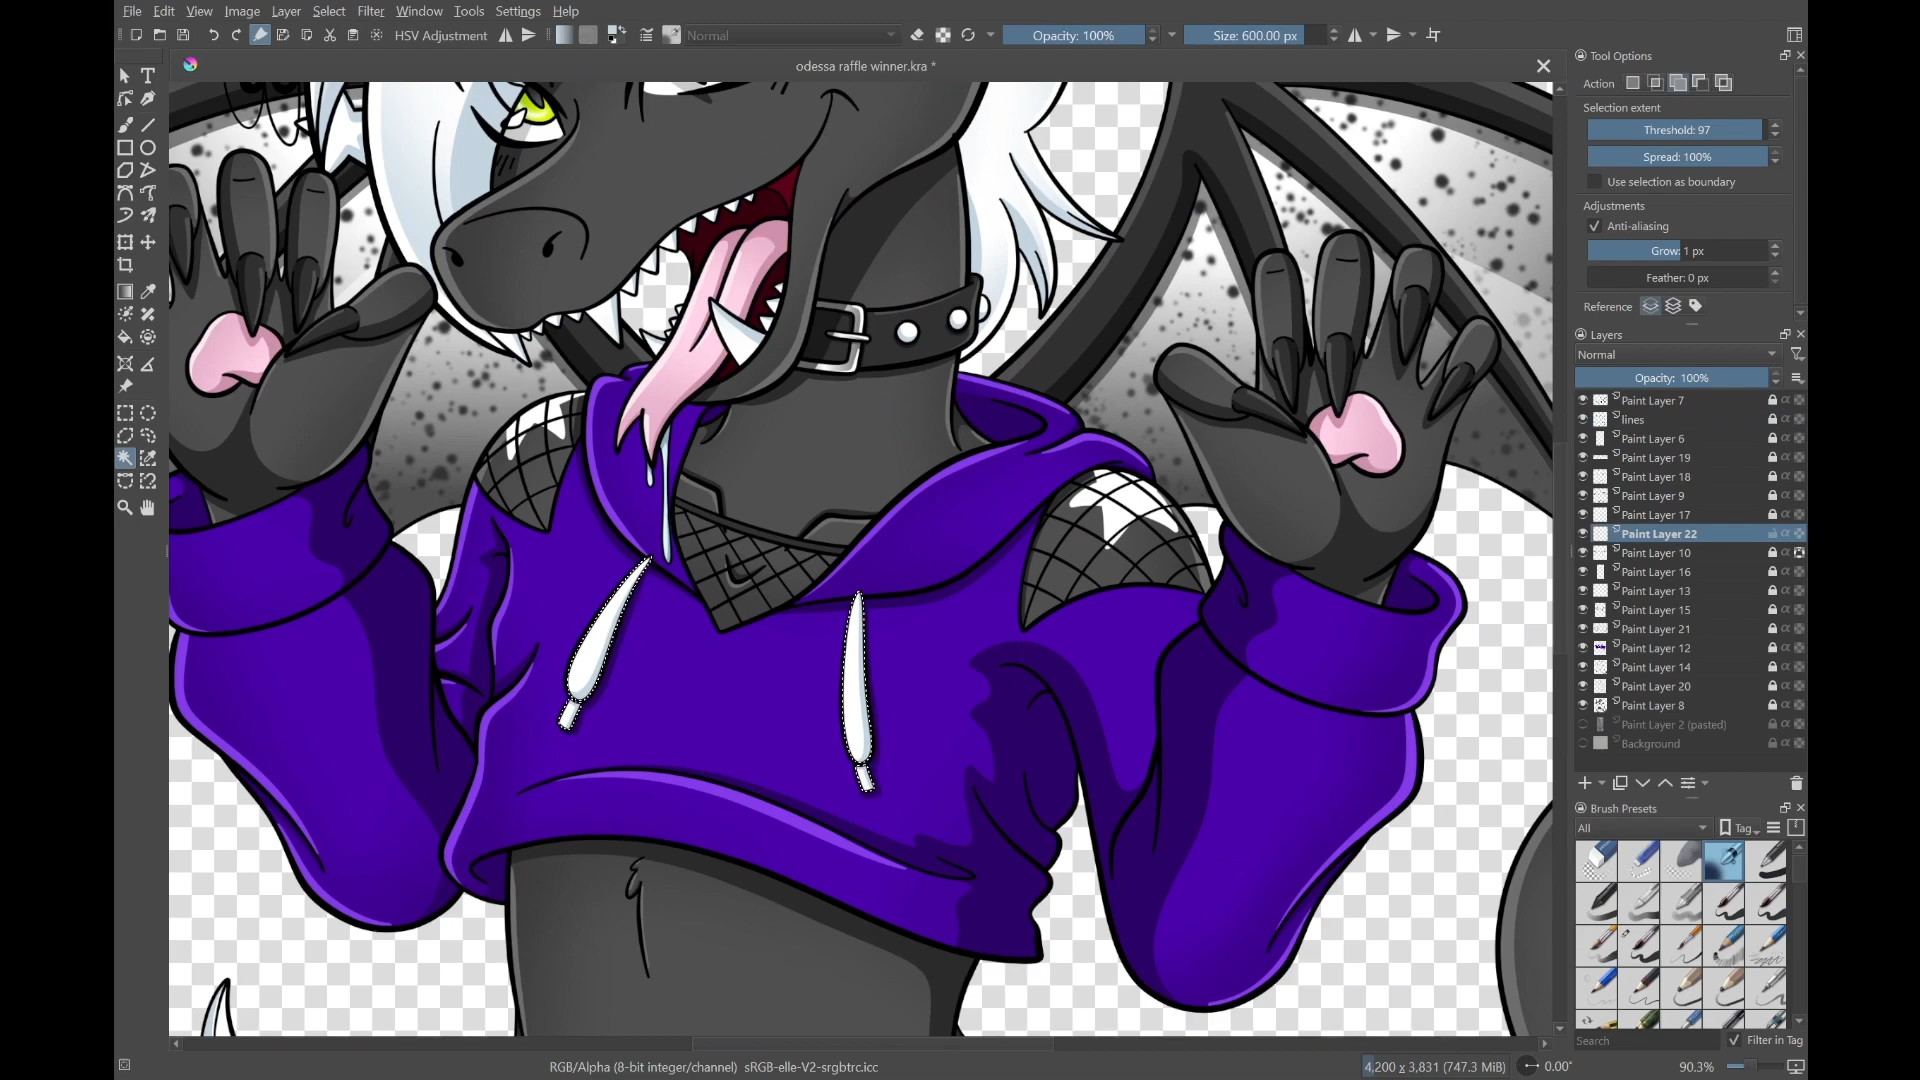 File Edit View Image Layer Select Filter Window Tools Settings Help
HSV Adjustment
Normal
Opacity: 100%
Size: 600.00 px
odessa raffle winner.kra *
Tool Options
Action
Selection extent
Threshold: 97
Spread: 100%
Use selection as boundary
Adjustments
Anti-aliasing
Grow: 1 px
Feather: 0 px
Reference
Layers
Normal
Opacity: 100%
Paint Layer 7
lines
Paint Layer 6
Paint Layer 19
Paint Layer 18
Paint Layer 9
Paint Layer 17
Paint Layer 22
Paint Layer 10
Paint Layer 16
Paint Layer 13
Paint Layer 15
Paint Layer 21
Paint Layer 12
Paint Layer 14
Paint Layer 20
Paint Layer 8
Paint Layer 2 (pasted)
Background
Brush Presets
All
Tag
Search
Filter in Tag
RGB/Alpha (8-bit integer/channel) sRGB-elle-V2-srgbtrc.icc
4,200 x 3,831 (747.3 MiB)
0.00°
90.3%